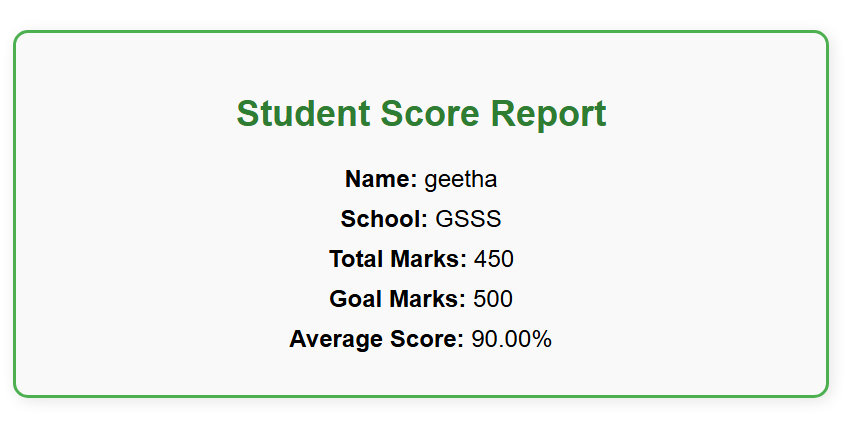 Student Score Report
Name: geetha
School: GSSS
Total Marks: 450
Goal Marks: 500
Average Score: 90.00%